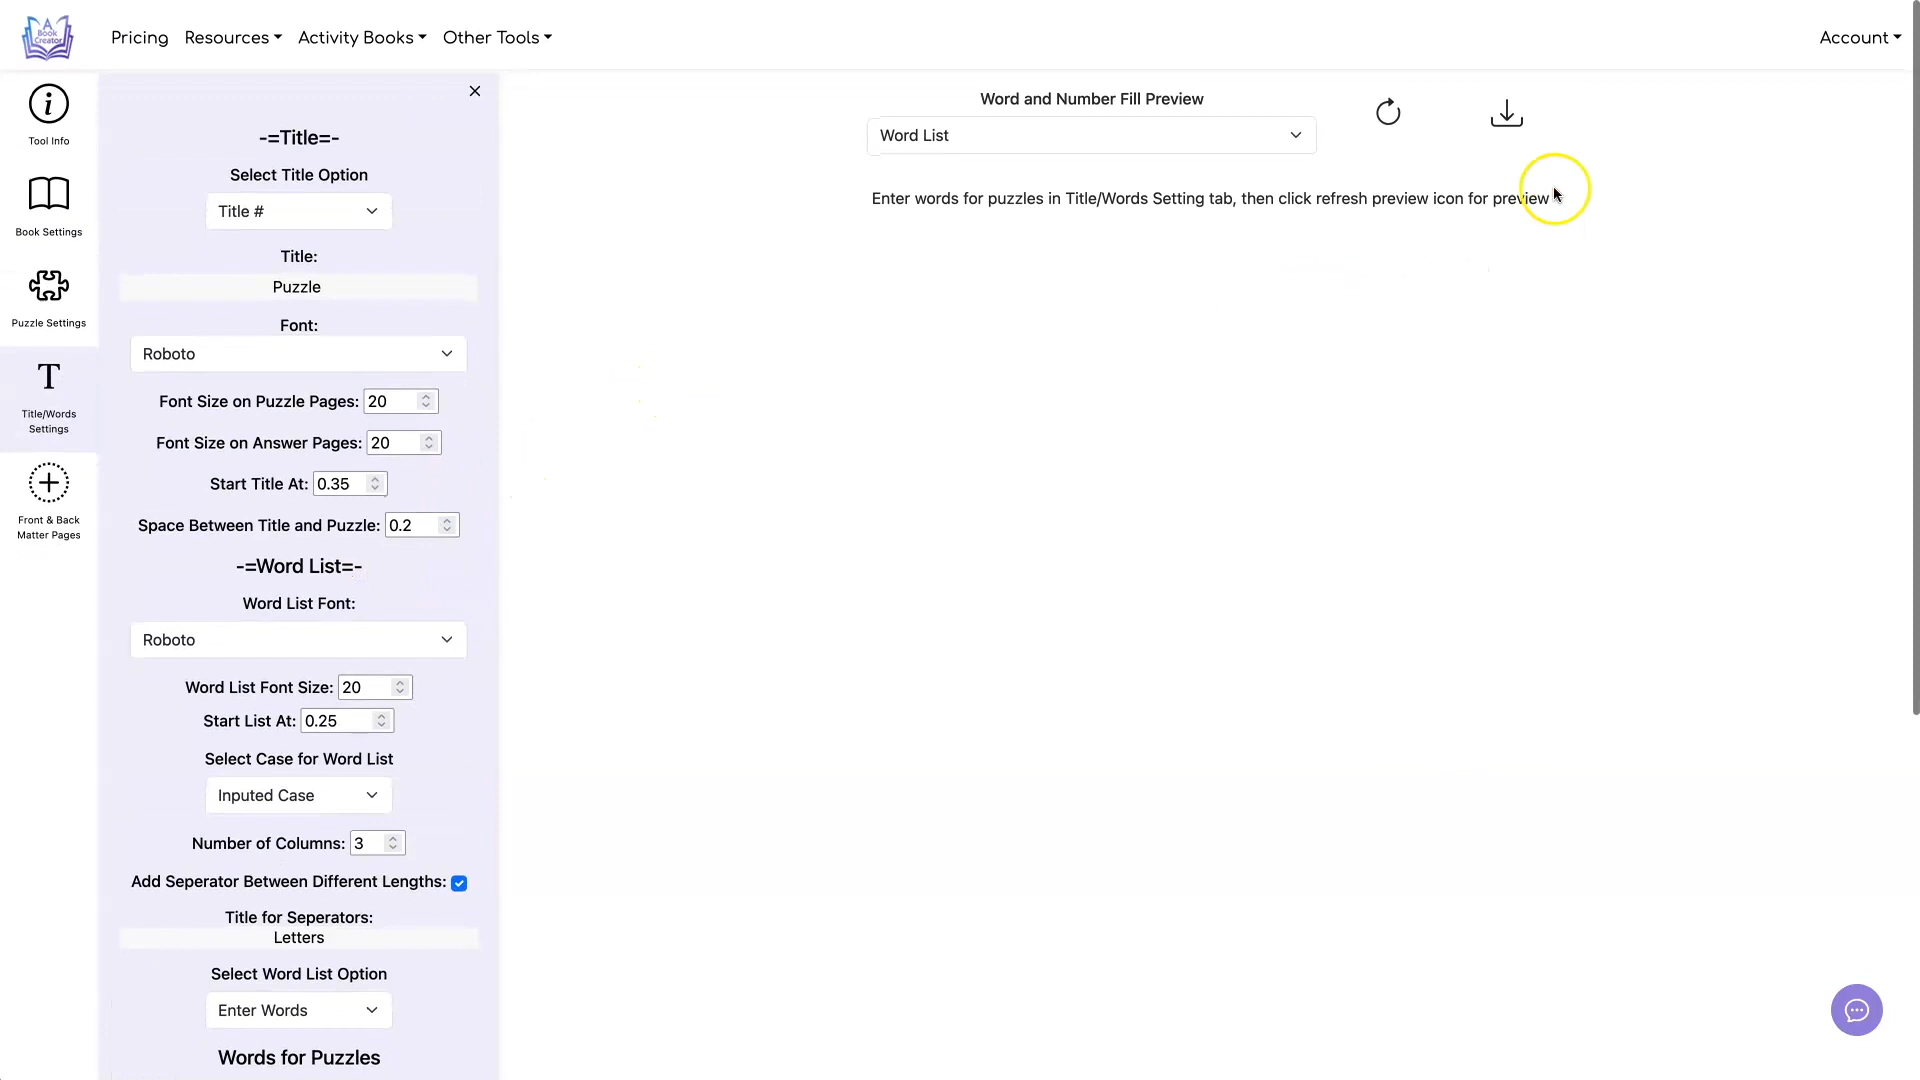 A
Book
Creator
Pricing
Resources
Activity Books
Other Tools
Account
Tool Info
Book Settings
Puzzle Settings
T
Title/Words
Settings
Front & Back
Matter Pages
-=Title=-
Select Title Option
Title #
Title:
Puzzle
Font:
Roboto
Font Size on Puzzle Pages: 20
Font Size on Answer Pages: 20
Start Title At: 0.35
Space Between Title and Puzzle: 0.2
-=Word List=-
Word List Font:
Roboto
Word List Font Size: 20
Start List At: 0.25
Select Case for Word List
Inputed Case
Number of Columns: 3
Add Seperator Between Different Lengths:
Title for Seperators:
Letters
Select Word List Option
Enter Words
Words for Puzzles
Word and Number Fill Preview
Word List
Enter words for puzzles in Title/Words Setting tab, then click refresh preview icon for preview